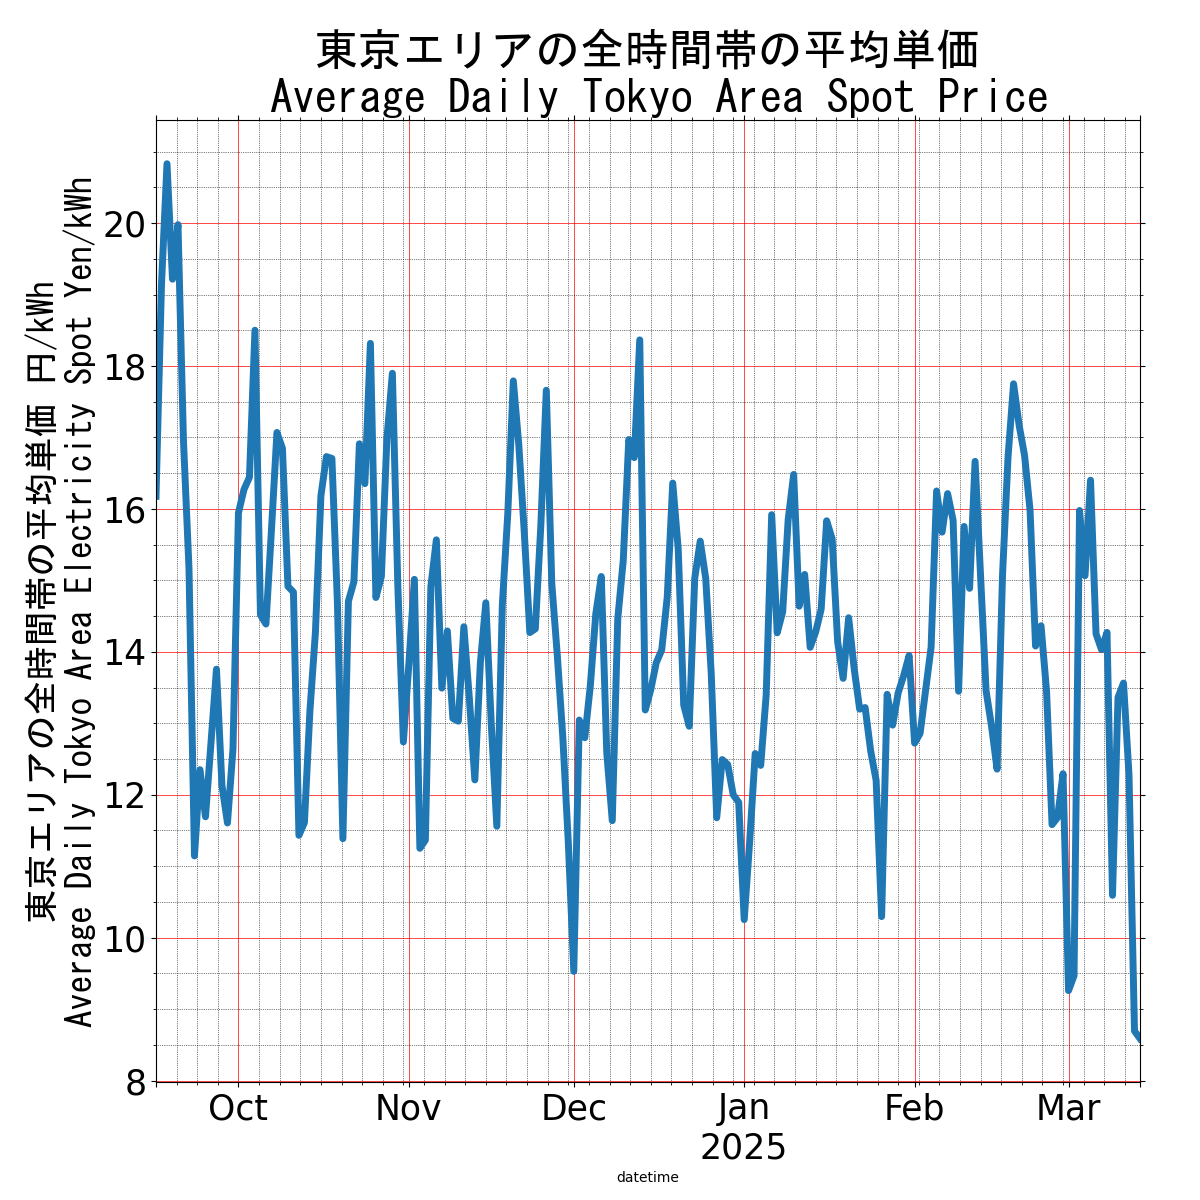 東京エリアの全時間帯の平均単価
Average Daily Tokyo Area Spot Price
東京エリアの全時間帯の平均単価 円/kWh
Average Daily Tokyo Area Electricity Spot Yen/kWh
20
18
16
14
12
10
8
Oct
Nov
Dec
Jan
2025
Feb
Mar
datetime